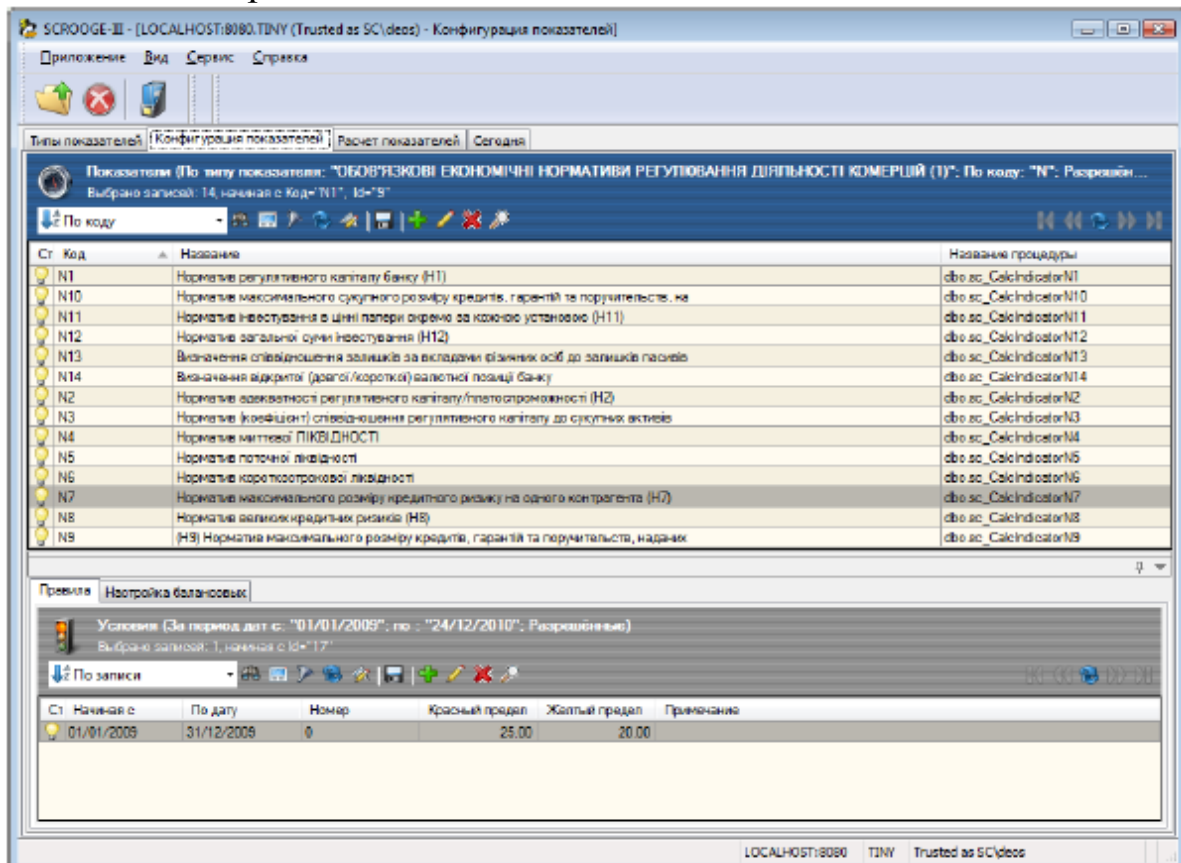 SCROOGE-III - [LOCALHOST:8080.TINY (Trusted as SC\deos) - Конфигурация показателей]
Приложение Вид Сервис Справка
Типы показателей Конфигурация показателей Расчет показателей Сегодня
Показатели (По типу показателя: "ОБОВ'ЯЗКОВІ ЕКОНОМІЧНІ НОРМАТИВИ РЕГУЛЮВАННЯ ДІЯЛЬНОСТІ КОМЕРЦІЙ (1)"; По коду: "N"; Разрешён...
Выбрано записей: 14, начиная с Код="N1", Id="9"
По коду
Ст Код Название Название процедуры
N1 Норматив регулятивного капіталу банку (Н1) dbo.sc_CalcIndicatorN1
N10 Норматив максимального сукупного розміру кредитів, гарантій та поручительств, на dbo.sc_CalcIndicatorN10
N11 Норматив інвестування в цінні папери окремо за кожною установою (Н11) dbo.sc_CalcIndicatorN11
N12 Норматив загальної суми інвестування (Н12) dbo.sc_CalcIndicatorN12
N13 Визначення співвідношення залишків за вкладами фізичних осіб до залишків пасивів dbo.sc_CalcIndicatorN13
N14 Визначення відкритої (довгої/короткої) валютної позиції банку dbo.sc_CalcIndicatorN14
N2 Норматив адекватності регулятивного капіталу/платоспроможності (Н2) dbo.sc_CalcIndicatorN2
N3 Норматив (коефіцієнт) співвідношення регулятивного капіталу до сукупних активів dbo.sc_CalcIndicatorN3
N4 Норматив миттєвої ЛІКВІДНОСТІ dbo.sc_CalcIndicatorN4
N5 Норматив поточної ліквідності dbo.sc_CalcIndicatorN5
N6 Норматив короткострокової ліквідності dbo.sc_CalcIndicatorN6
N7 Норматив максимального розміру кредитного ризику на одного контрагента (Н7) dbo.sc_CalcIndicatorN7
N8 Норматив великих кредитних ризиків (Н8) dbo.sc_CalcIndicatorN8
N9 (Н9) Норматив максимального розміру кредитів, гарантій та поручительств, наданих dbo.sc_CalcIndicatorN9
Правила Настройка балансовых
Условия (За период дат с: "01/01/2009"; по : "24/12/2010"; Разрешённые)
Выбрано записей: 1, начиная с Id="17"
По записи
Ст Начиная с По дату Номер Красный предел Желтый предел Примечание
01/01/2009 31/12/2009 0 25.00 20.00
LOCALHOST:8080 TINY Trusted as SC\deos